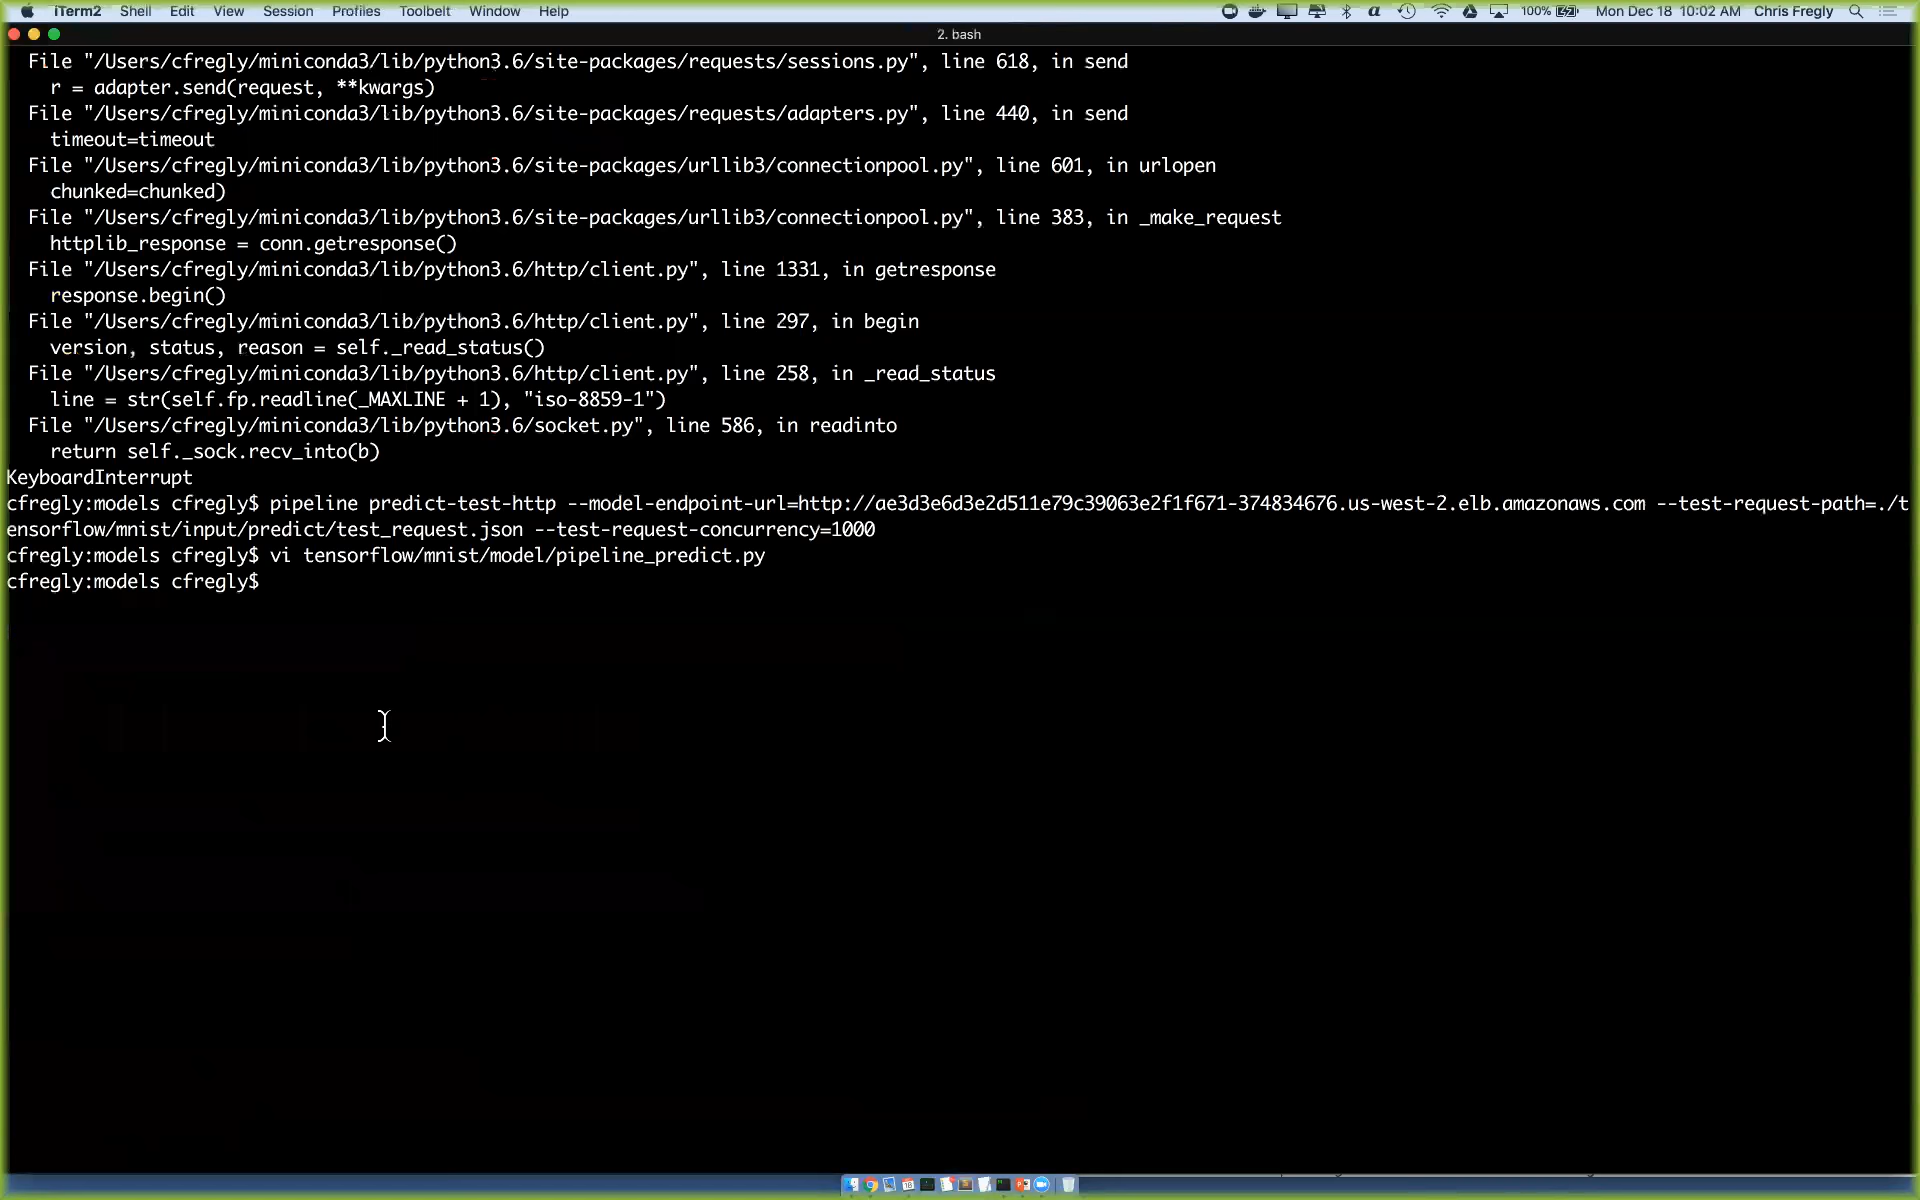 iTerm2 Shell Edit View Session Profiles Toolbelt Window Help 100% Mon Dec 18 10:02 AM Chris Fregly
2. bash
File "/Users/cfregly/miniconda3/lib/python3.6/site-packages/requests/sessions.py", line 618, in send
r = adapter.send(request, **kwargs)
File "/Users/cfregly/miniconda3/lib/python3.6/site-packages/requests/adapters.py", line 440, in send
timeout=timeout
File "/Users/cfregly/miniconda3/lib/python3.6/site-packages/urllib3/connectionpool.py", line 601, in urlopen
chunked=chunked)
File "/Users/cfregly/miniconda3/lib/python3.6/site-packages/urllib3/connectionpool.py", line 383, in _make_request
httplib_response = conn.getresponse()
File "/Users/cfregly/miniconda3/lib/python3.6/http/client.py", line 1331, in getresponse
response.begin()
File "/Users/cfregly/miniconda3/lib/python3.6/http/client.py", line 297, in begin
version, status, reason = self._read_status()
File "/Users/cfregly/miniconda3/lib/python3.6/http/client.py", line 258, in _read_status
line = str(self.fp.readline(_MAXLINE + 1), "iso-8859-1")
File "/Users/cfregly/miniconda3/lib/python3.6/socket.py", line 586, in readinto
return self._sock.recv_into(b)
KeyboardInterrupt
cfregly:models cfregly$ pipeline predict-test-http --model-endpoint-url=http://ae3d3e6d3e2d511e79c39063e2f1f671-374834676.us-west-2.elb.amazonaws.com --test-request-path=./t
ensorflow/mnist/input/predict/test_request.json --test-request-concurrency=1000
cfregly:models cfregly$ vi tensorflow/mnist/model/pipeline_predict.py
cfregly:models cfregly$